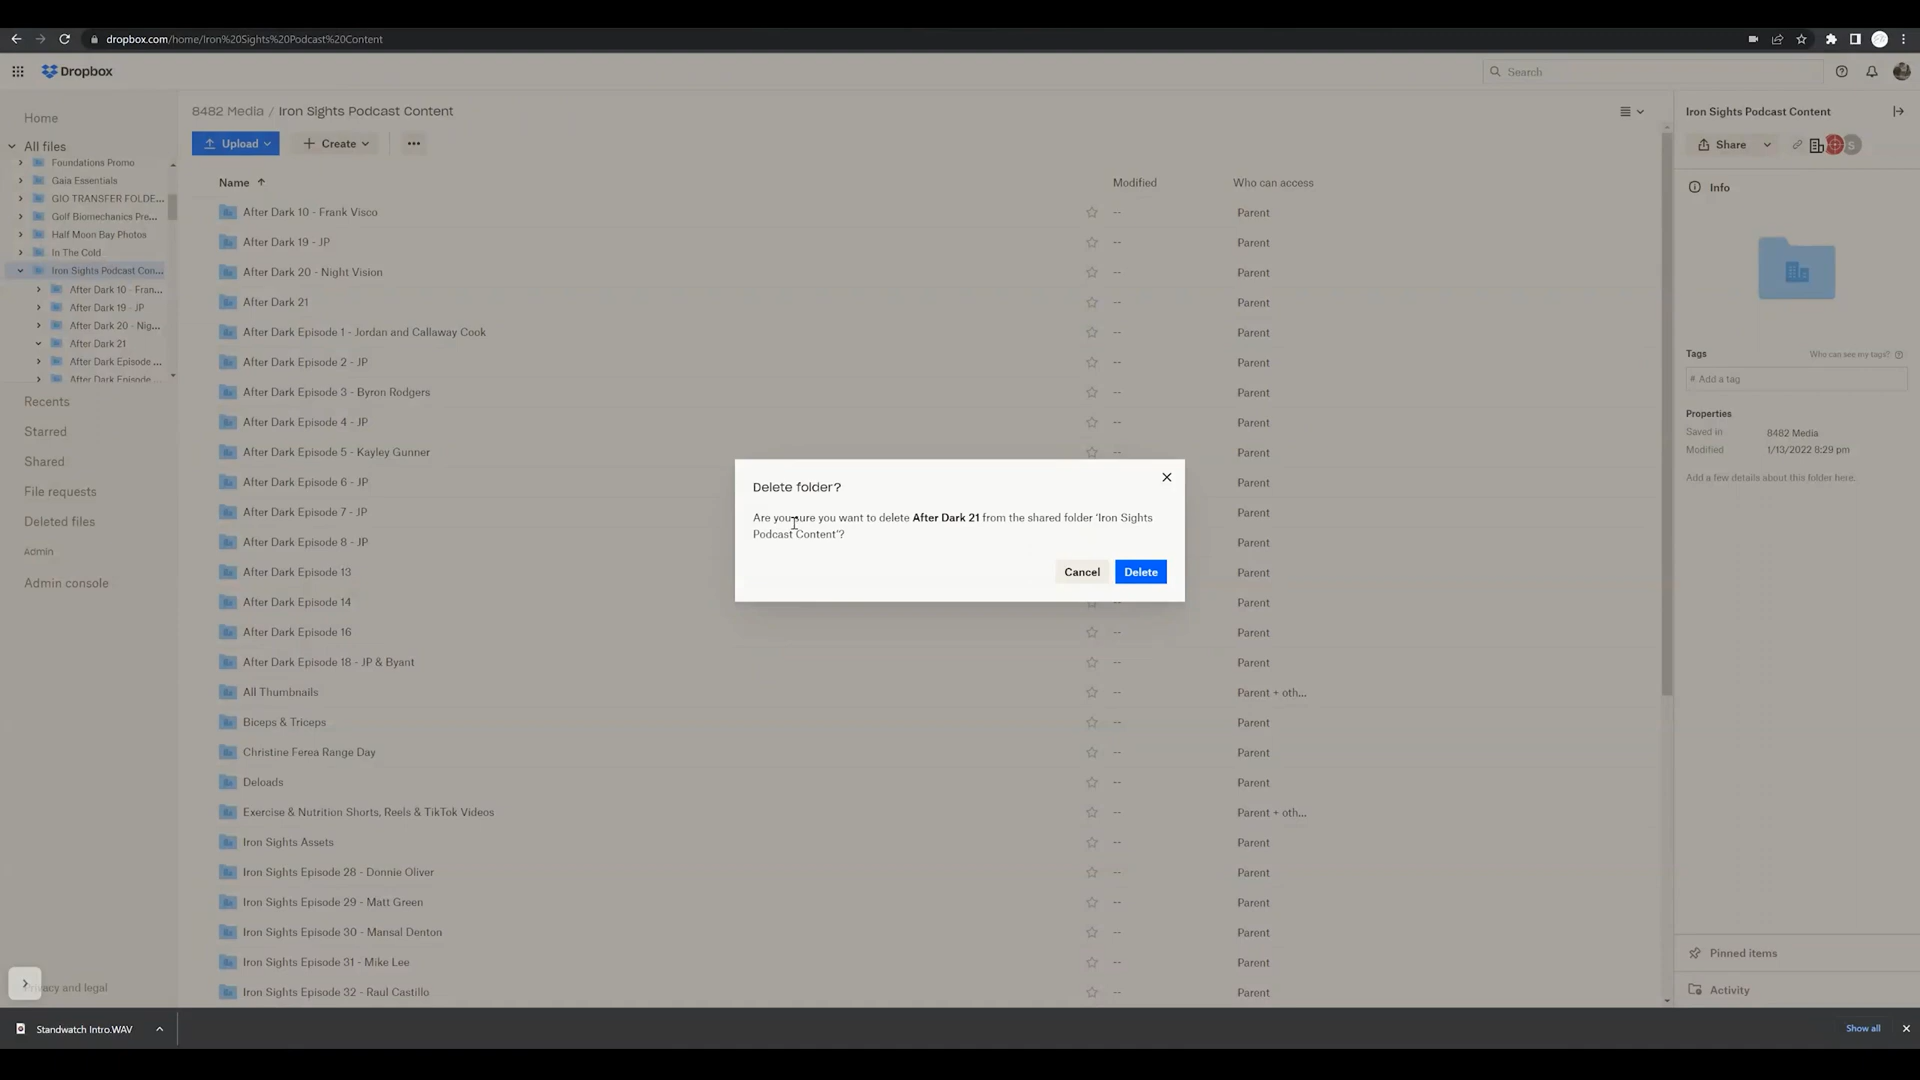 dropbox.com/home/Iron%20Sights%20Podcast%20Content
Dropbox
Search
Home
All files
Foundations Promo
Gaia Essentials
GIO TRANSFER FOLDE...
Golf Biomechanics Pre...
Half Moon Bay Photos
In The Cold
Iron Sights Podcast Con...
After Dark 10 - Fran...
After Dark 19 - JP
After Dark 20 - Nig...
After Dark 21
After Dark Episode ...
After Dark Episode ...
Recents
Starred
Shared
File requests
Deleted files
Admin
Admin console
8482 Media / Iron Sights Podcast Content
Upload
Create
Name
Modified
Who can access
After Dark 10 - Frank Visco -- Parent
After Dark 19 - JP -- Parent
After Dark 20 - Night Vision -- Parent
After Dark 21 -- Parent
After Dark Episode 1 - Jordan and Callaway Cook -- Parent
After Dark Episode 2 - JP -- Parent
After Dark Episode 3 - Byron Rodgers -- Parent
After Dark Episode 4 - JP -- Parent
After Dark Episode 5 - Kayley Gunner -- Parent
After Dark Episode 6 - JP Parent
After Dark Episode 7 - JP Parent
After Dark Episode 8 - JP Parent
After Dark Episode 13 Parent
After Dark Episode 14 -- Parent
After Dark Episode 16 -- Parent
After Dark Episode 18 - JP & Byant -- Parent
All Thumbnails -- Parent + oth...
Biceps & Triceps -- Parent
Christine Ferea Range Day -- Parent
Deloads -- Parent
Exercise & Nutrition Shorts, Reels & TikTok Videos -- Parent + oth...
Iron Sights Assets -- Parent
Iron Sights Episode 28 - Donnie Oliver -- Parent
Iron Sights Episode 29 - Matt Green -- Parent
Iron Sights Episode 30 - Mansal Denton -- Parent
Iron Sights Episode 31 - Mike Lee -- Parent
Iron Sights Episode 32 - Raul Castillo -- Parent
Delete folder?
Are you sure you want to delete After Dark 21 from the shared folder 'Iron Sights
Podcast Content'?
Cancel
Delete
Iron Sights Podcast Content
Share
S
Info
Tags
Who can see my tags?
# Add a tag
Properties
Saved in 8482 Media
Modified 1/13/2022 8:29 pm
Add a few details about this folder here.
Pinned items
Activity
acy and legal
Standwatch Intro.WAV
Show all